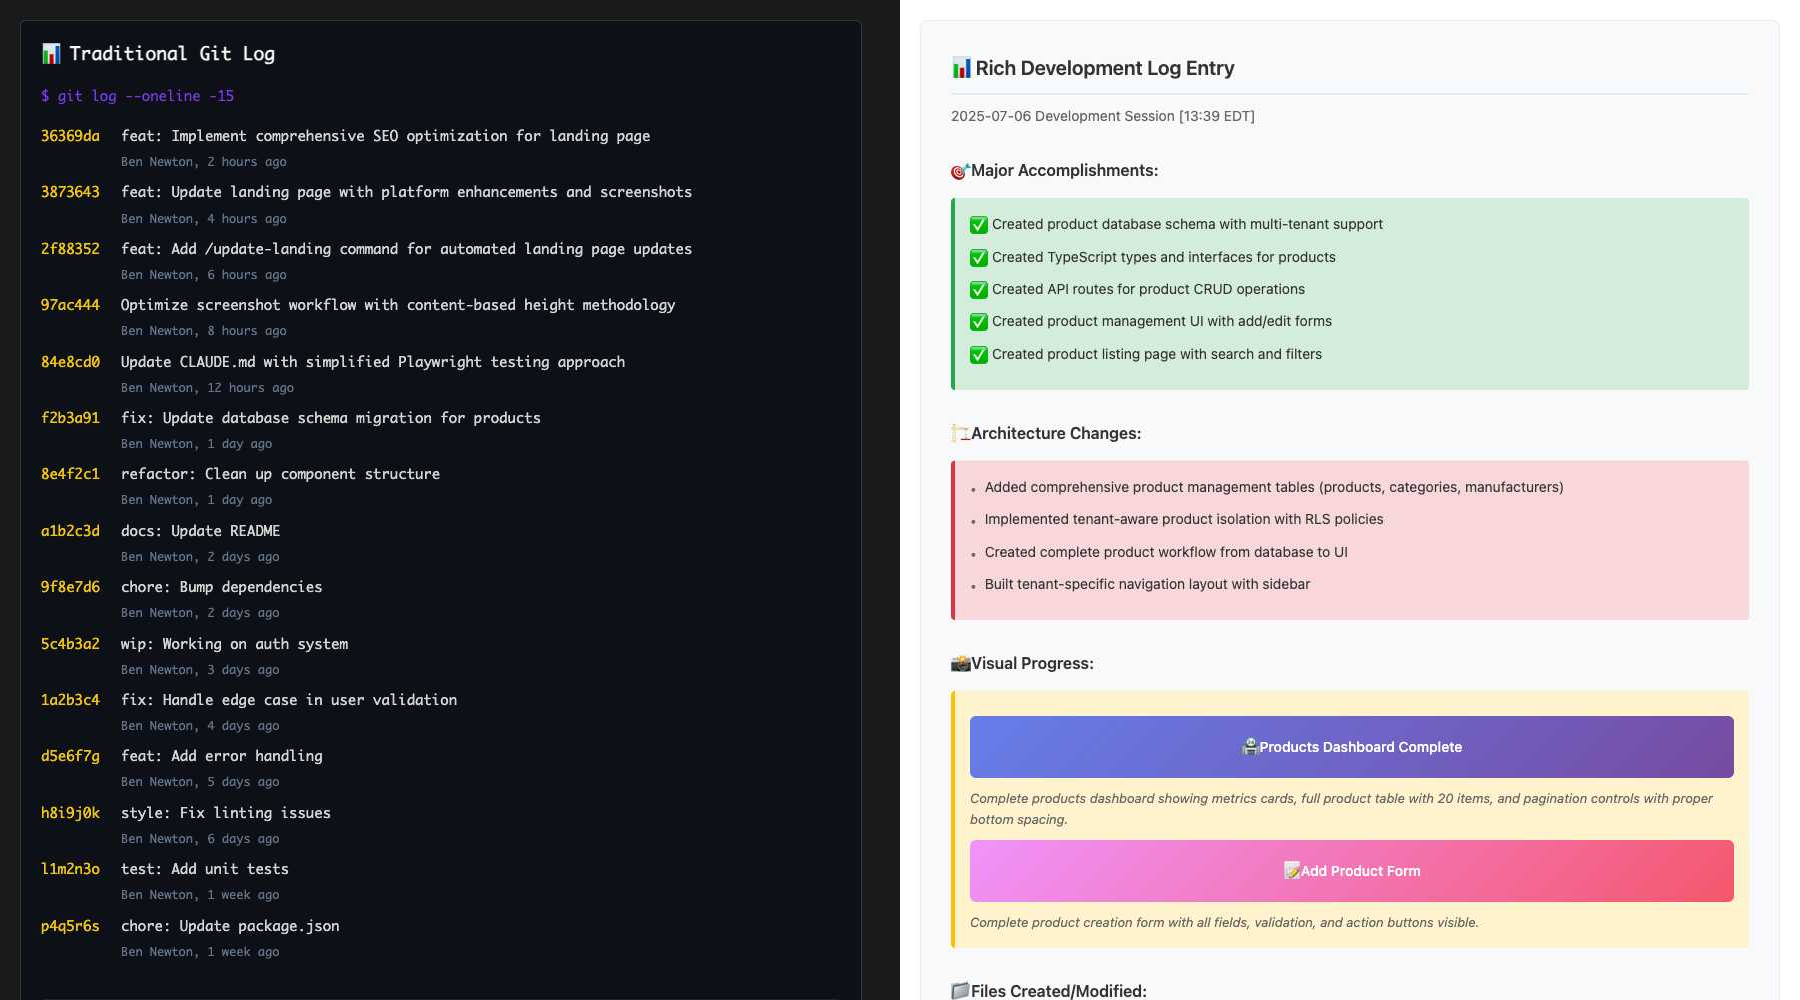 📊 Traditional Git Log
$ git log --oneline -15
36369da feat: Implement comprehensive SEO optimization for landing page
Ben Newton, 2 hours ago
3873643 feat: Update landing page with platform enhancements and screenshots
Ben Newton, 4 hours ago
2f88352 feat: Add /update-landing command for automated landing page updates
Ben Newton, 6 hours ago
97ac444 Optimize screenshot workflow with content-based height methodology
Ben Newton, 8 hours ago
84e8cd0 Update CLAUDE.md with simplified Playwright testing approach
Ben Newton, 12 hours ago
f2b3a91 fix: Update database schema migration for products
Ben Newton, 1 day ago
8e4f2c1 refactor: Clean up component structure
Ben Newton, 1 day ago
a1b2c3d docs: Update README
Ben Newton, 2 days ago
9f8e7d6 chore: Bump dependencies
Ben Newton, 2 days ago
5c4b3a2 wip: Working on auth system
Ben Newton, 3 days ago
1a2b3c4 fix: Handle edge case in user validation
Ben Newton, 4 days ago
d5e6f7g feat: Add error handling
Ben Newton, 5 days ago
h8i9j0k style: Fix linting issues
Ben Newton, 6 days ago
l1m2n3o test: Add unit tests
Ben Newton, 1 week ago
p4q5r6s chore: Update package.json
Ben Newton, 1 week ago
📊 Rich Development Log Entry
2025-07-06 Development Session [13:39 EDT]
🎯Major Accomplishments:
✅ Created product database schema with multi-tenant support
✅ Created TypeScript types and interfaces for products
✅ Created API routes for product CRUD operations
✅ Created product management UI with add/edit forms
✅ Created product listing page with search and filters
🏗️Architecture Changes:
• Added comprehensive product management tables (products, categories, manufacturers)
• Implemented tenant-aware product isolation with RLS policies
• Created complete product workflow from database to UI
• Built tenant-specific navigation layout with sidebar
📸Visual Progress:
Products Dashboard Complete
Complete products dashboard showing metrics cards, full product table with 20 items, and pagination controls with proper
bottom spacing.
📝Add Product Form
Complete product creation form with all fields, validation, and action buttons visible.
📁Files Created/Modified: